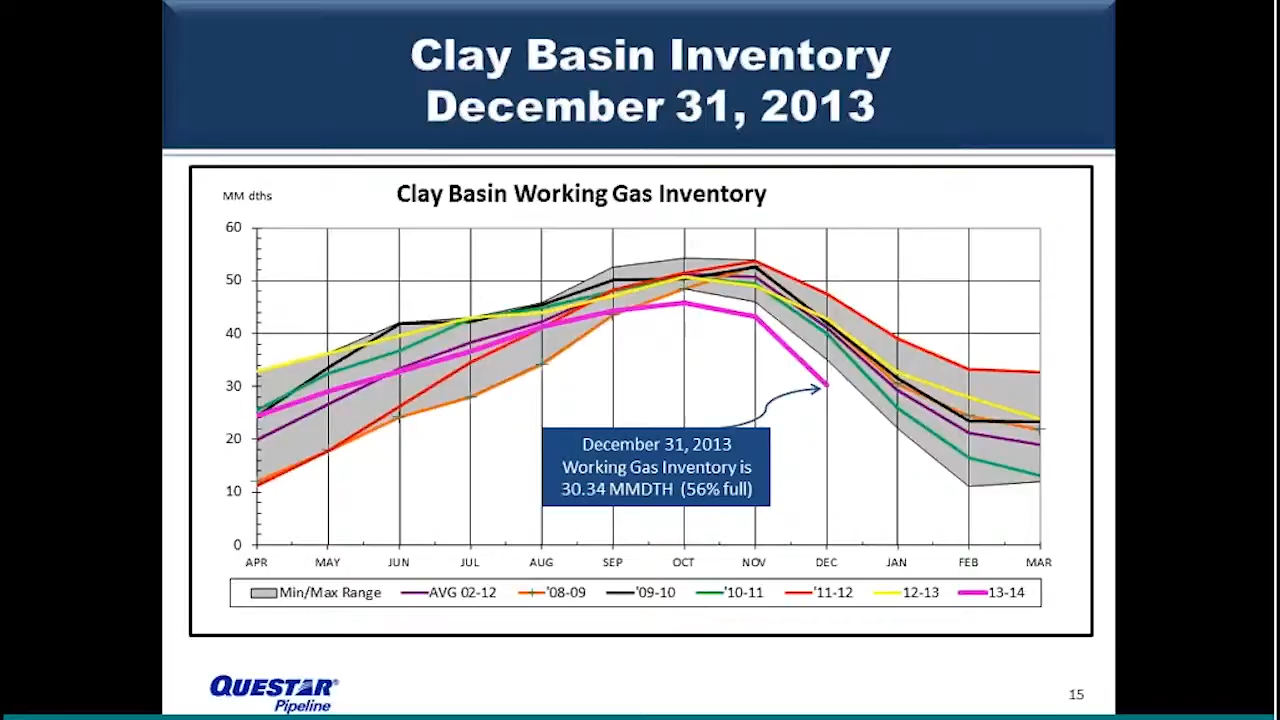 Clay Basin Inventory
December 31, 2013
MM dths
Clay Basin Working Gas Inventory
60
50
40
30
20
10
0
December 31, 2013
Working Gas Inventory is
30.34 MMDTH (56% full)
APR MAY JUN JUL AUG SEP OCT NOV DEC JAN FEB MAR
Min/Max Range AVG 02-12 '08-09 '09-10 '10-11 '11-12 12-13 13-14
QUESTAR®
Pipeline
15